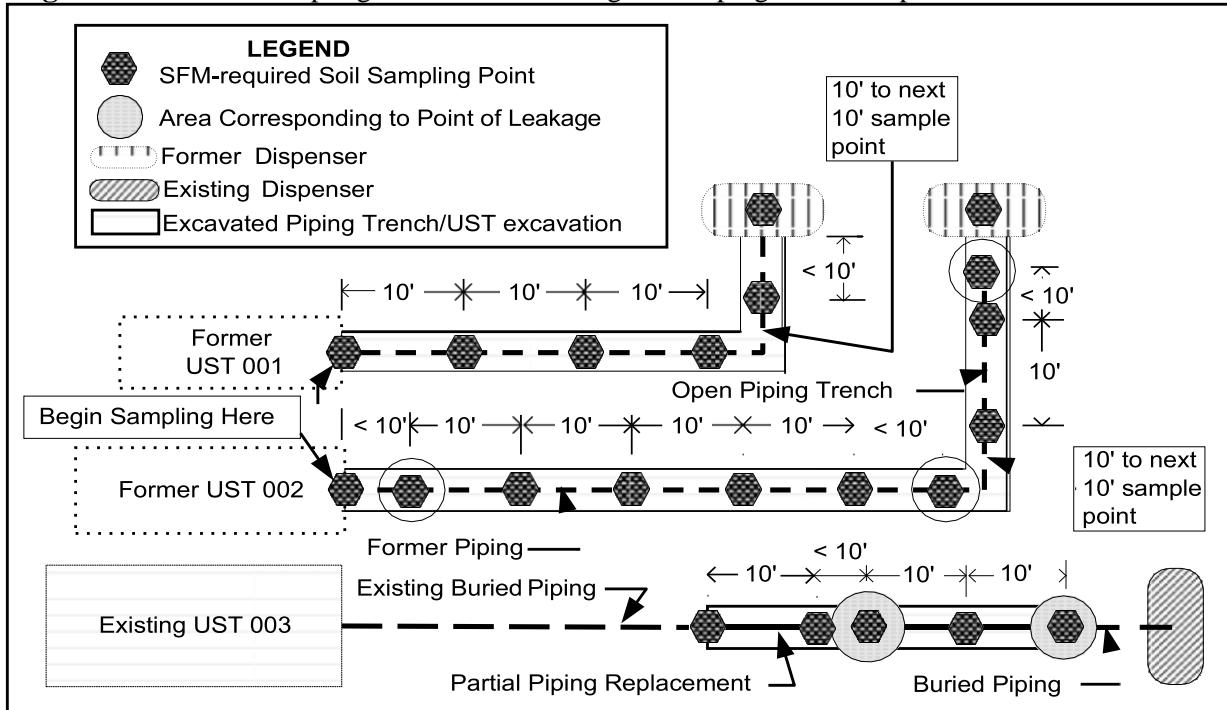 LEGEND
SFM-required Soil Sampling Point
Area Corresponding to Point of Leakage
Former Dispenser
Existing Dispenser
Excavated Piping Trench/UST excavation
10' to next
10' sample
point
< 10'
10'
10'
10'
< 10'
10'
Former
UST 001
Open Piping Trench
Begin Sampling Here
< 10'
10'
10'
10'
10'
< 10'
10' to next
10' sample
point
Former UST 002
Former Piping
< 10'
10'
10'
10'
Existing Buried Piping
Existing UST 003
Partial Piping Replacement
Buried Piping